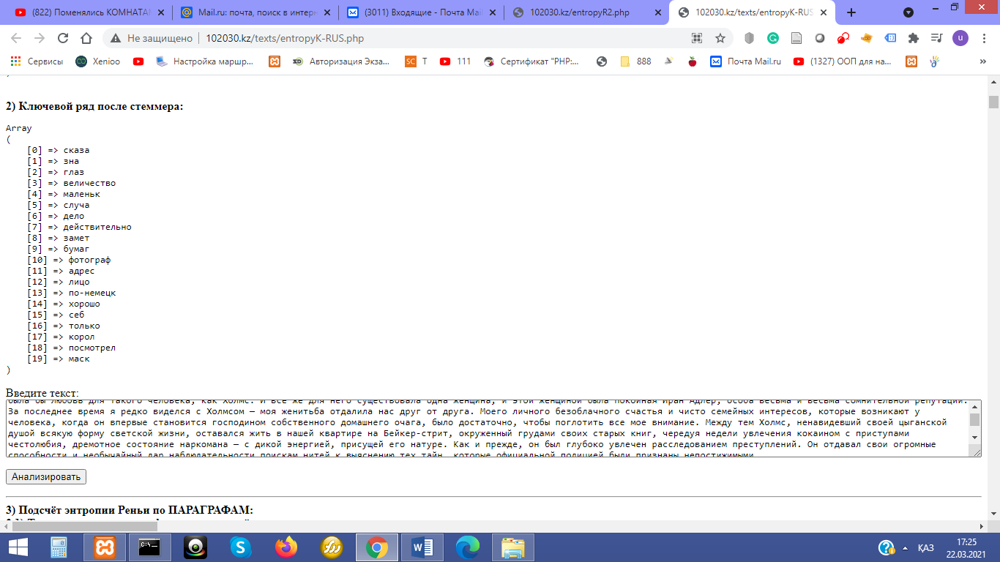 (822) Поменялись КОМНАТАМ
Mail.ru: почта, поиск в интерн
(3011) Входящие - Почта Mail
102030.kz/entropyR2.php
102030.kz/texts/entropyK-RUS
Не защищено
102030.kz/texts/entropyK-RUS.php
Сервисы
Xenioo
Настройка маршр...
Авторизация Экза...
SC T
111
Сертификат "PHP:...
888
Почта Mail.ru
(1327) ООП для на...
»
2) Ключевой ряд после стеммера:
Array
(
[0] => сказа
[1] => зна
[2] => глаз
[3] => величество
[4] => маленьк
[5] => случа
[6] => дело
[7] => действительно
[8] => замет
[9] => бумаг
[10] => фотограф
[11] => адрес
[12] => лицо
[13] => по-немецк
[14] => хорошо
[15] => себ
[16] => только
[17] => корол
[18] => посмотрел
[19] => маск
)
Введите текст:
была бы любовь для такого человека, как Холмс. И все же для него существовала одна женщина, и этой женщиной была покойная Ирэн Адлер, особа весьма и весьма сомнительной репутации.
За последнее время я редко виделся с Холмсом — моя женитьба отдалила нас друг от друга. Моего личного безоблачного счастья и чисто семейных интересов, которые возникают у
человека, когда он впервые становится господином собственного домашнего очага, было достаточно, чтобы поглотить все мое внимание. Между тем Холмс, ненавидевший своей цыганской
душой всякую форму светской жизни, оставался жить в нашей квартире на Бейкер-стрит, окруженный грудами своих старых книг, чередуя недели увлечения кокаином с приступами
честолюбия, дремотное состояние наркомана — с дикой энергией, присущей его натуре. Как и прежде, он был глубоко увлечен расследованием преступлений. Он отдавал свои огромные
способности и необычайный дар наблюдательности поискам нитей к выяснению тех тайн, которые официальной полицией были признаны непостижимыми.
Анализировать
3) Подсчёт энтропии Реньи по ПАРАГРАФАМ:
ҚАЗ
17:25
22.03.2021